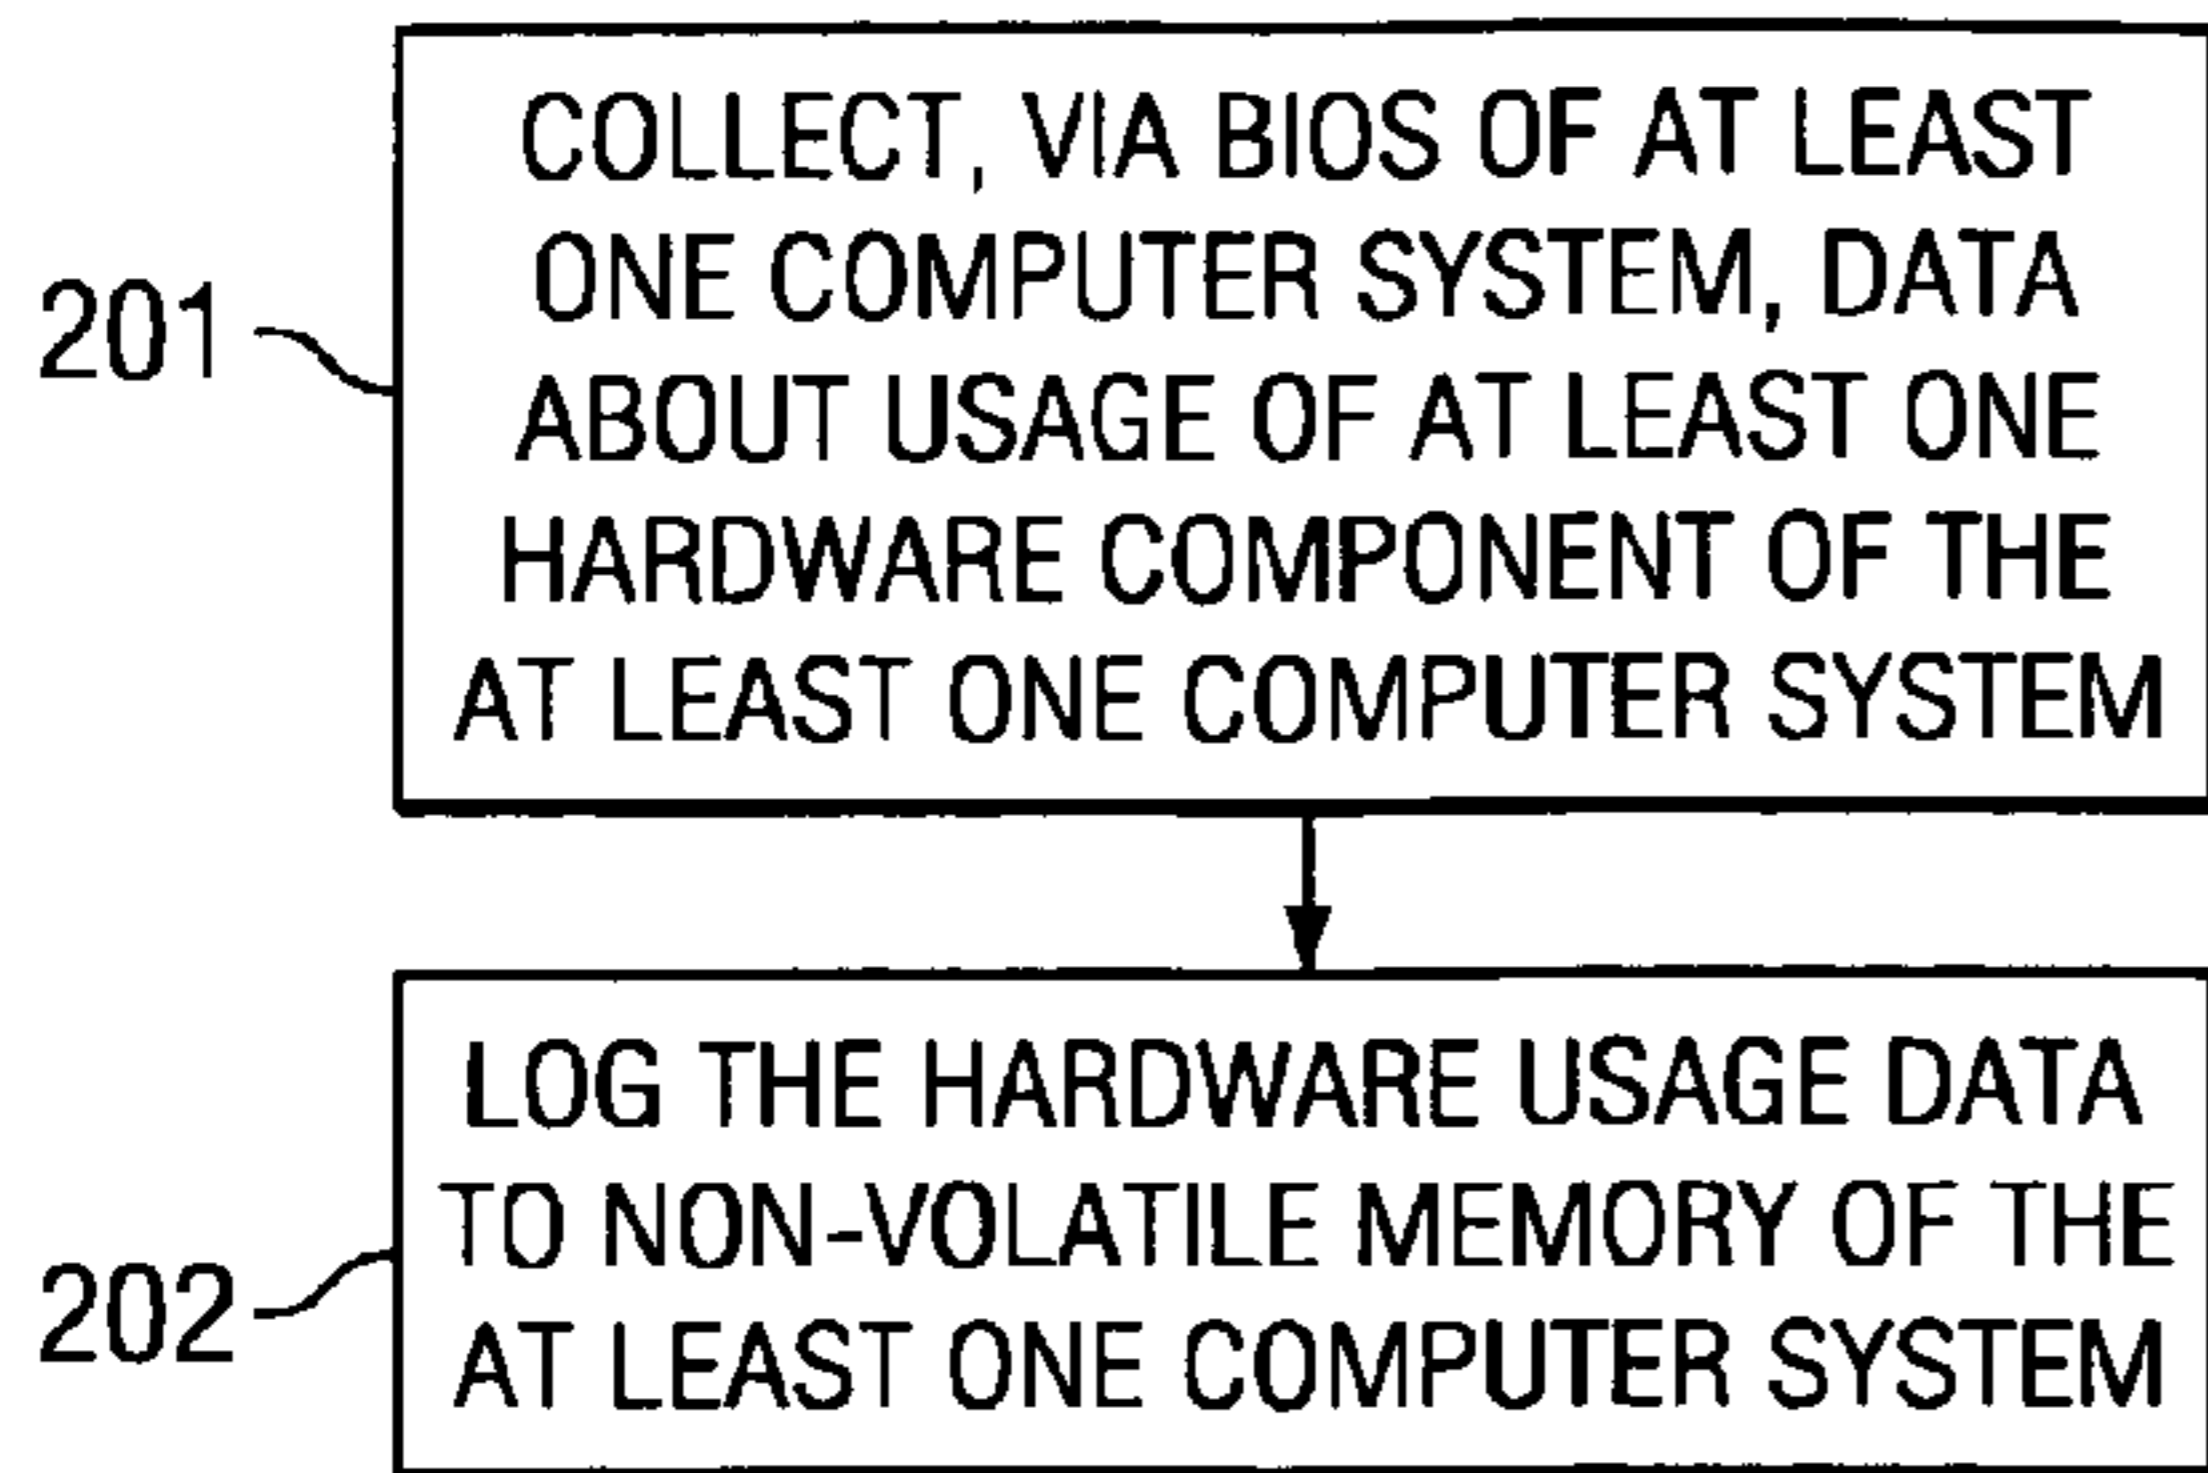 COLLECT, VIA BIOS OF AT LEAST
ONE COMPUTER SYSTEM, DATA
ABOUT USAGE OF AT LEAST ONE
HARDWARE COMPONENT OF THE
AT LEAST ONE COMPUTER SYSTEM
201
LOG THE HARDWARE USAGE DATA
TO NON-VOLATILE MEMORY OF THE
AT LEAST ONE COMPUTER SYSTEM
202